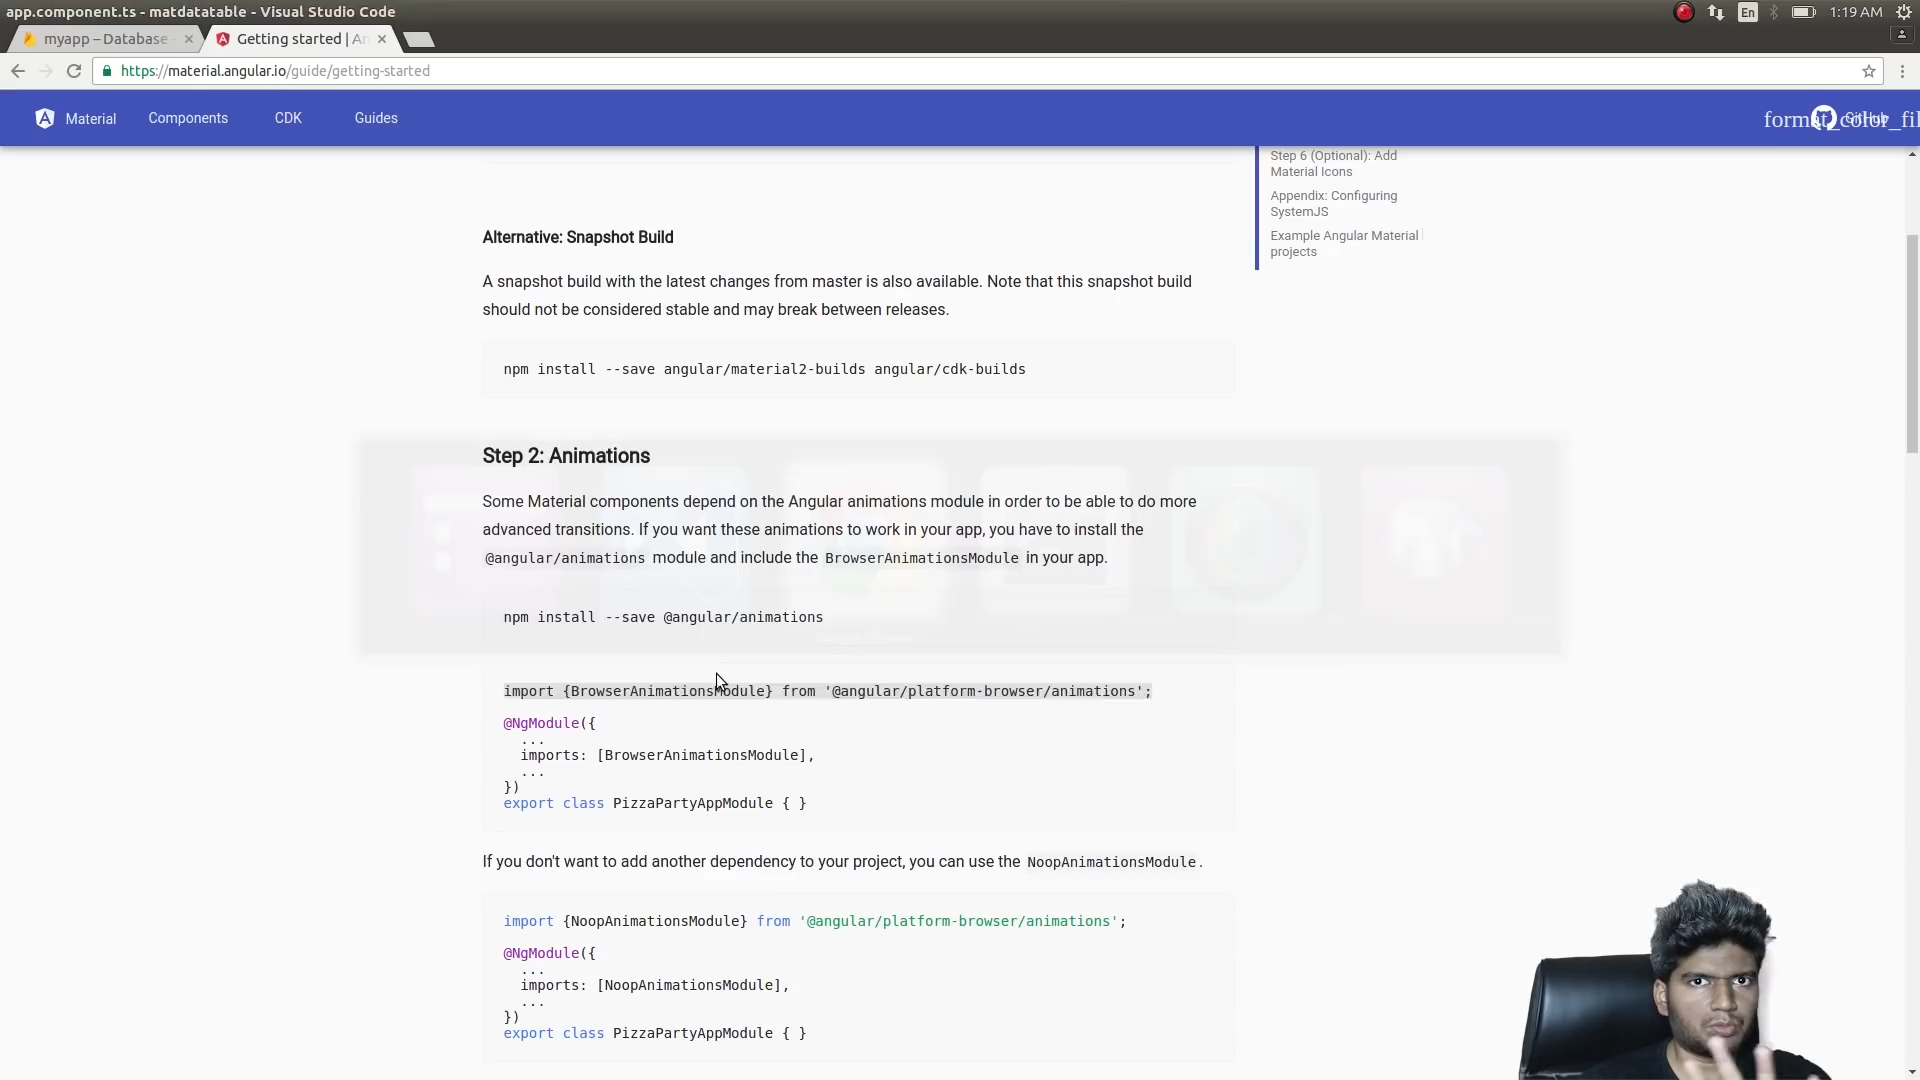 app.component.ts - matdatatable - Visual Studio Code
En
1:19 AM
myapp – Database
Getting started | An
https://material.angular.io/guide/getting-started
Material
Components
CDK
Guides
format_color_fil
GitHub
Step 6 (Optional): Add
Material Icons
Appendix: Configuring
SystemJS
Example Angular Material
projects
Alternative: Snapshot Build
A snapshot build with the latest changes from master is also available. Note that this snapshot build
should not be considered stable and may break between releases.
npm install --save angular/material2-builds angular/cdk-builds
Step 2: Animations
Some Material components depend on the Angular animations module in order to be able to do more
advanced transitions. If you want these animations to work in your app, you have to install the
@angular/animations module and include the BrowserAnimationsModule in your app.
npm install --save @angular/animations
import {BrowserAnimationsModule} from '@angular/platform-browser/animations';
@NgModule({
...
imports: [BrowserAnimationsModule],
...
})
export class PizzaPartyAppModule { }
If you don't want to add another dependency to your project, you can use the NoopAnimationsModule.
import {NoopAnimationsModule} from '@angular/platform-browser/animations';
@NgModule({
...
imports: [NoopAnimationsModule],
...
})
export class PizzaPartyAppModule { }